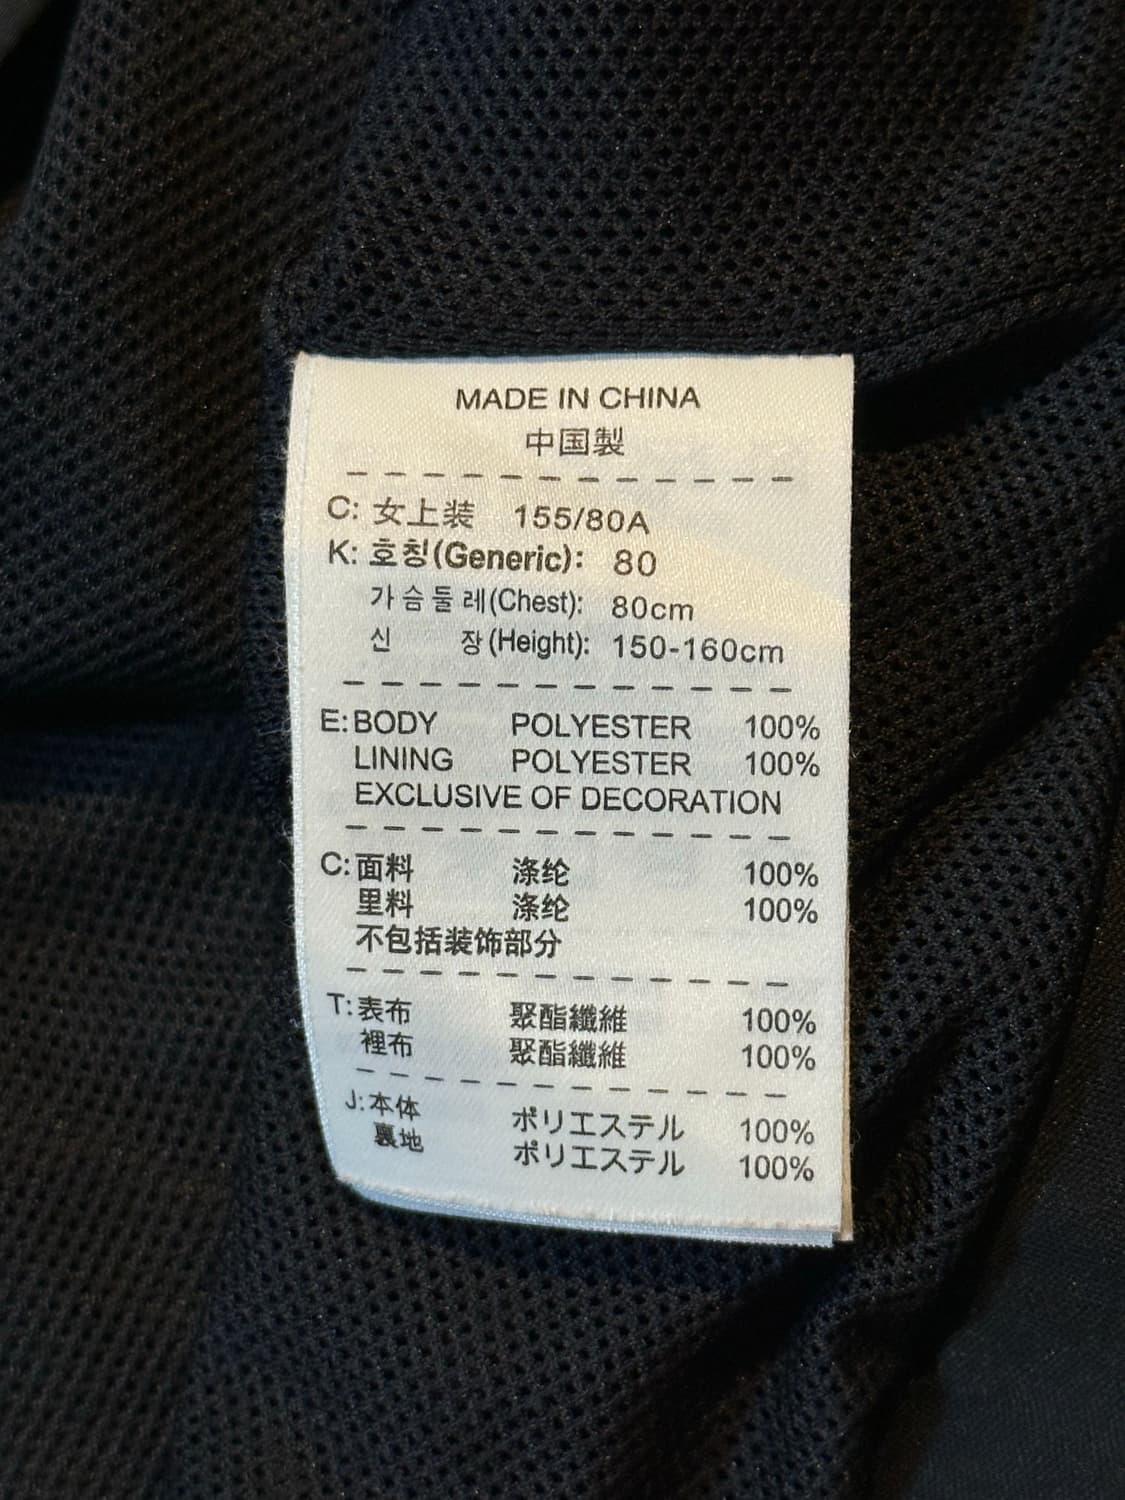 MADE IN CHINA
中国製
C: 女上装 155/80A
K: 호칭(Generic): 80
가슴둘레(Chest): 80cm
신 장(Height): 150-160cm
E: BODY POLYESTER 100%
LINING POLYESTER 100%
EXCLUSIVE OF DECORATION
C: 面料 涤纶 100%
里料 涤纶 100%
不包括装饰部分
T: 表布 聚酯纖維 100%
裡布 聚酯纖維 100%
J: 本体 ポリエステル 100%
裏地 ポリエステル 100%